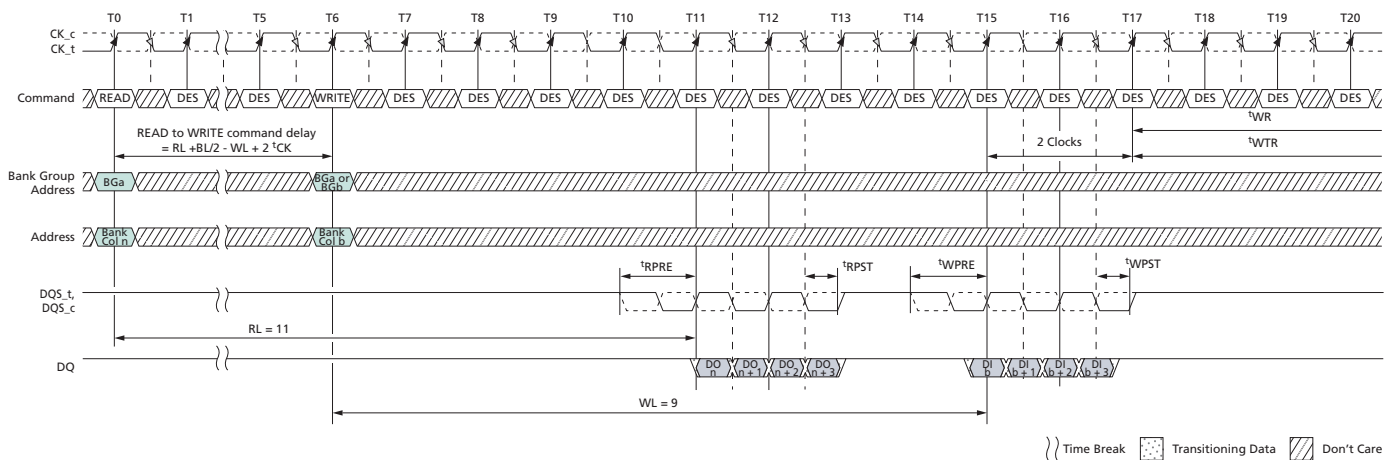 T0 T1 T5 T6 T7 T8 T9 T10 T11 T12 T13 T14 T15 T16 T17 T18 T19 T20
CK_c
CK_t
Command READ DES DES WRITE DES DES DES DES DES DES DES DES DES DES DES DES DES DES
tWR
READ to WRITE command delay
= RL +BL/2 - WL + 2 tCK
2 Clocks
tWTR
Bank Group
Address
BGa
BGa or
BGb
Address
Bank
Col n
Bank
Col b
tRPRE tRPST tWPRE tWPST
DQS_t,
DQS_c
RL = 11
DQ
DO
n
DO
n + 1
DO
n + 2
DO
n + 3
DI
b
DI
b + 1
DI
b + 2
DI
b + 3
WL = 9
Time Break Transitioning Data Don't Care